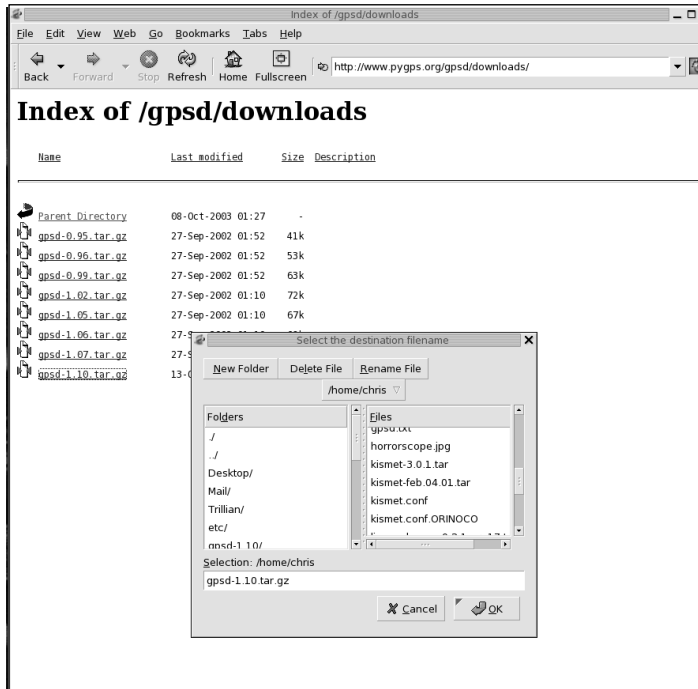 Index of /gpsd/downloads
File Edit View Web Go Bookmarks Tabs Help
Back Forward Stop Refresh Home Fullscreen http://www.pygps.org/gpsd/downloads/
Index of /gpsd/downloads
Name Last modified Size Description
Parent Directory 08-Oct-2003 01:27 -
gpsd-0.95.tar.gz 27-Sep-2002 01:52 41k
gpsd-0.96.tar.gz 27-Sep-2002 01:52 53k
gpsd-0.99.tar.gz 27-Sep-2002 01:52 63k
gpsd-1.02.tar.gz 27-Sep-2002 01:10 72k
gpsd-1.05.tar.gz 27-Sep-2002 01:10 67k
gpsd-1.06.tar.gz
gpsd-1.07.tar.gz 27-S
gpsd-1.10.tar.gz 13-
Select the destination filename
New Folder Delete File Rename File
/home/chris
Folders
./
../
Desktop/
Mail/
Trillian/
etc/
gpsd-1.10/
Files
gpsd.txt
horrorscope.jpg
kismet-3.0.1.tar
kismet-feb.04.01.tar
kismet.conf
kismet.conf.ORINOCO
Selection: /home/chris
gpsd-1.10.tar.gz
Cancel OK